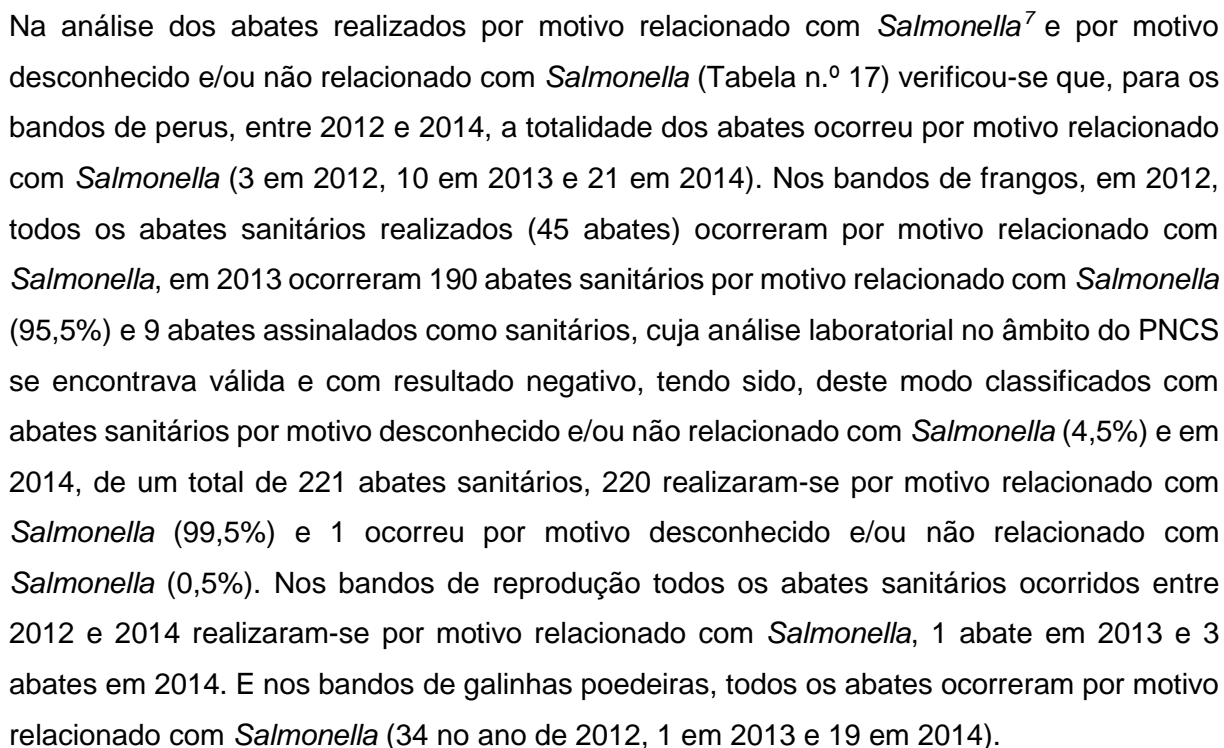 Na análise dos abates realizados por motivo relacionado com Salmonella⁷ e por motivo
desconhecido e/ou não relacionado com Salmonella (Tabela n.º 17) verificou-se que, para os
bandos de perus, entre 2012 e 2014, a totalidade dos abates ocorreu por motivo relacionado
com Salmonella (3 em 2012, 10 em 2013 e 21 em 2014). Nos bandos de frangos, em 2012,
todos os abates sanitários realizados (45 abates) ocorreram por motivo relacionado com
Salmonella, em 2013 ocorreram 190 abates sanitários por motivo relacionado com Salmonella
(95,5%) e 9 abates assinalados como sanitários, cuja análise laboratorial no âmbito do PNCS
se encontrava válida e com resultado negativo, tendo sido, deste modo classificados com
abates sanitários por motivo desconhecido e/ou não relacionado com Salmonella (4,5%) e em
2014, de um total de 221 abates sanitários, 220 realizaram-se por motivo relacionado com
Salmonella (99,5%) e 1 ocorreu por motivo desconhecido e/ou não relacionado com
Salmonella (0,5%). Nos bandos de reprodução todos os abates sanitários ocorridos entre
2012 e 2014 realizaram-se por motivo relacionado com Salmonella, 1 abate em 2013 e 3
abates em 2014. E nos bandos de galinhas poedeiras, todos os abates ocorreram por motivo
relacionado com Salmonella (34 no ano de 2012, 1 em 2013 e 19 em 2014).